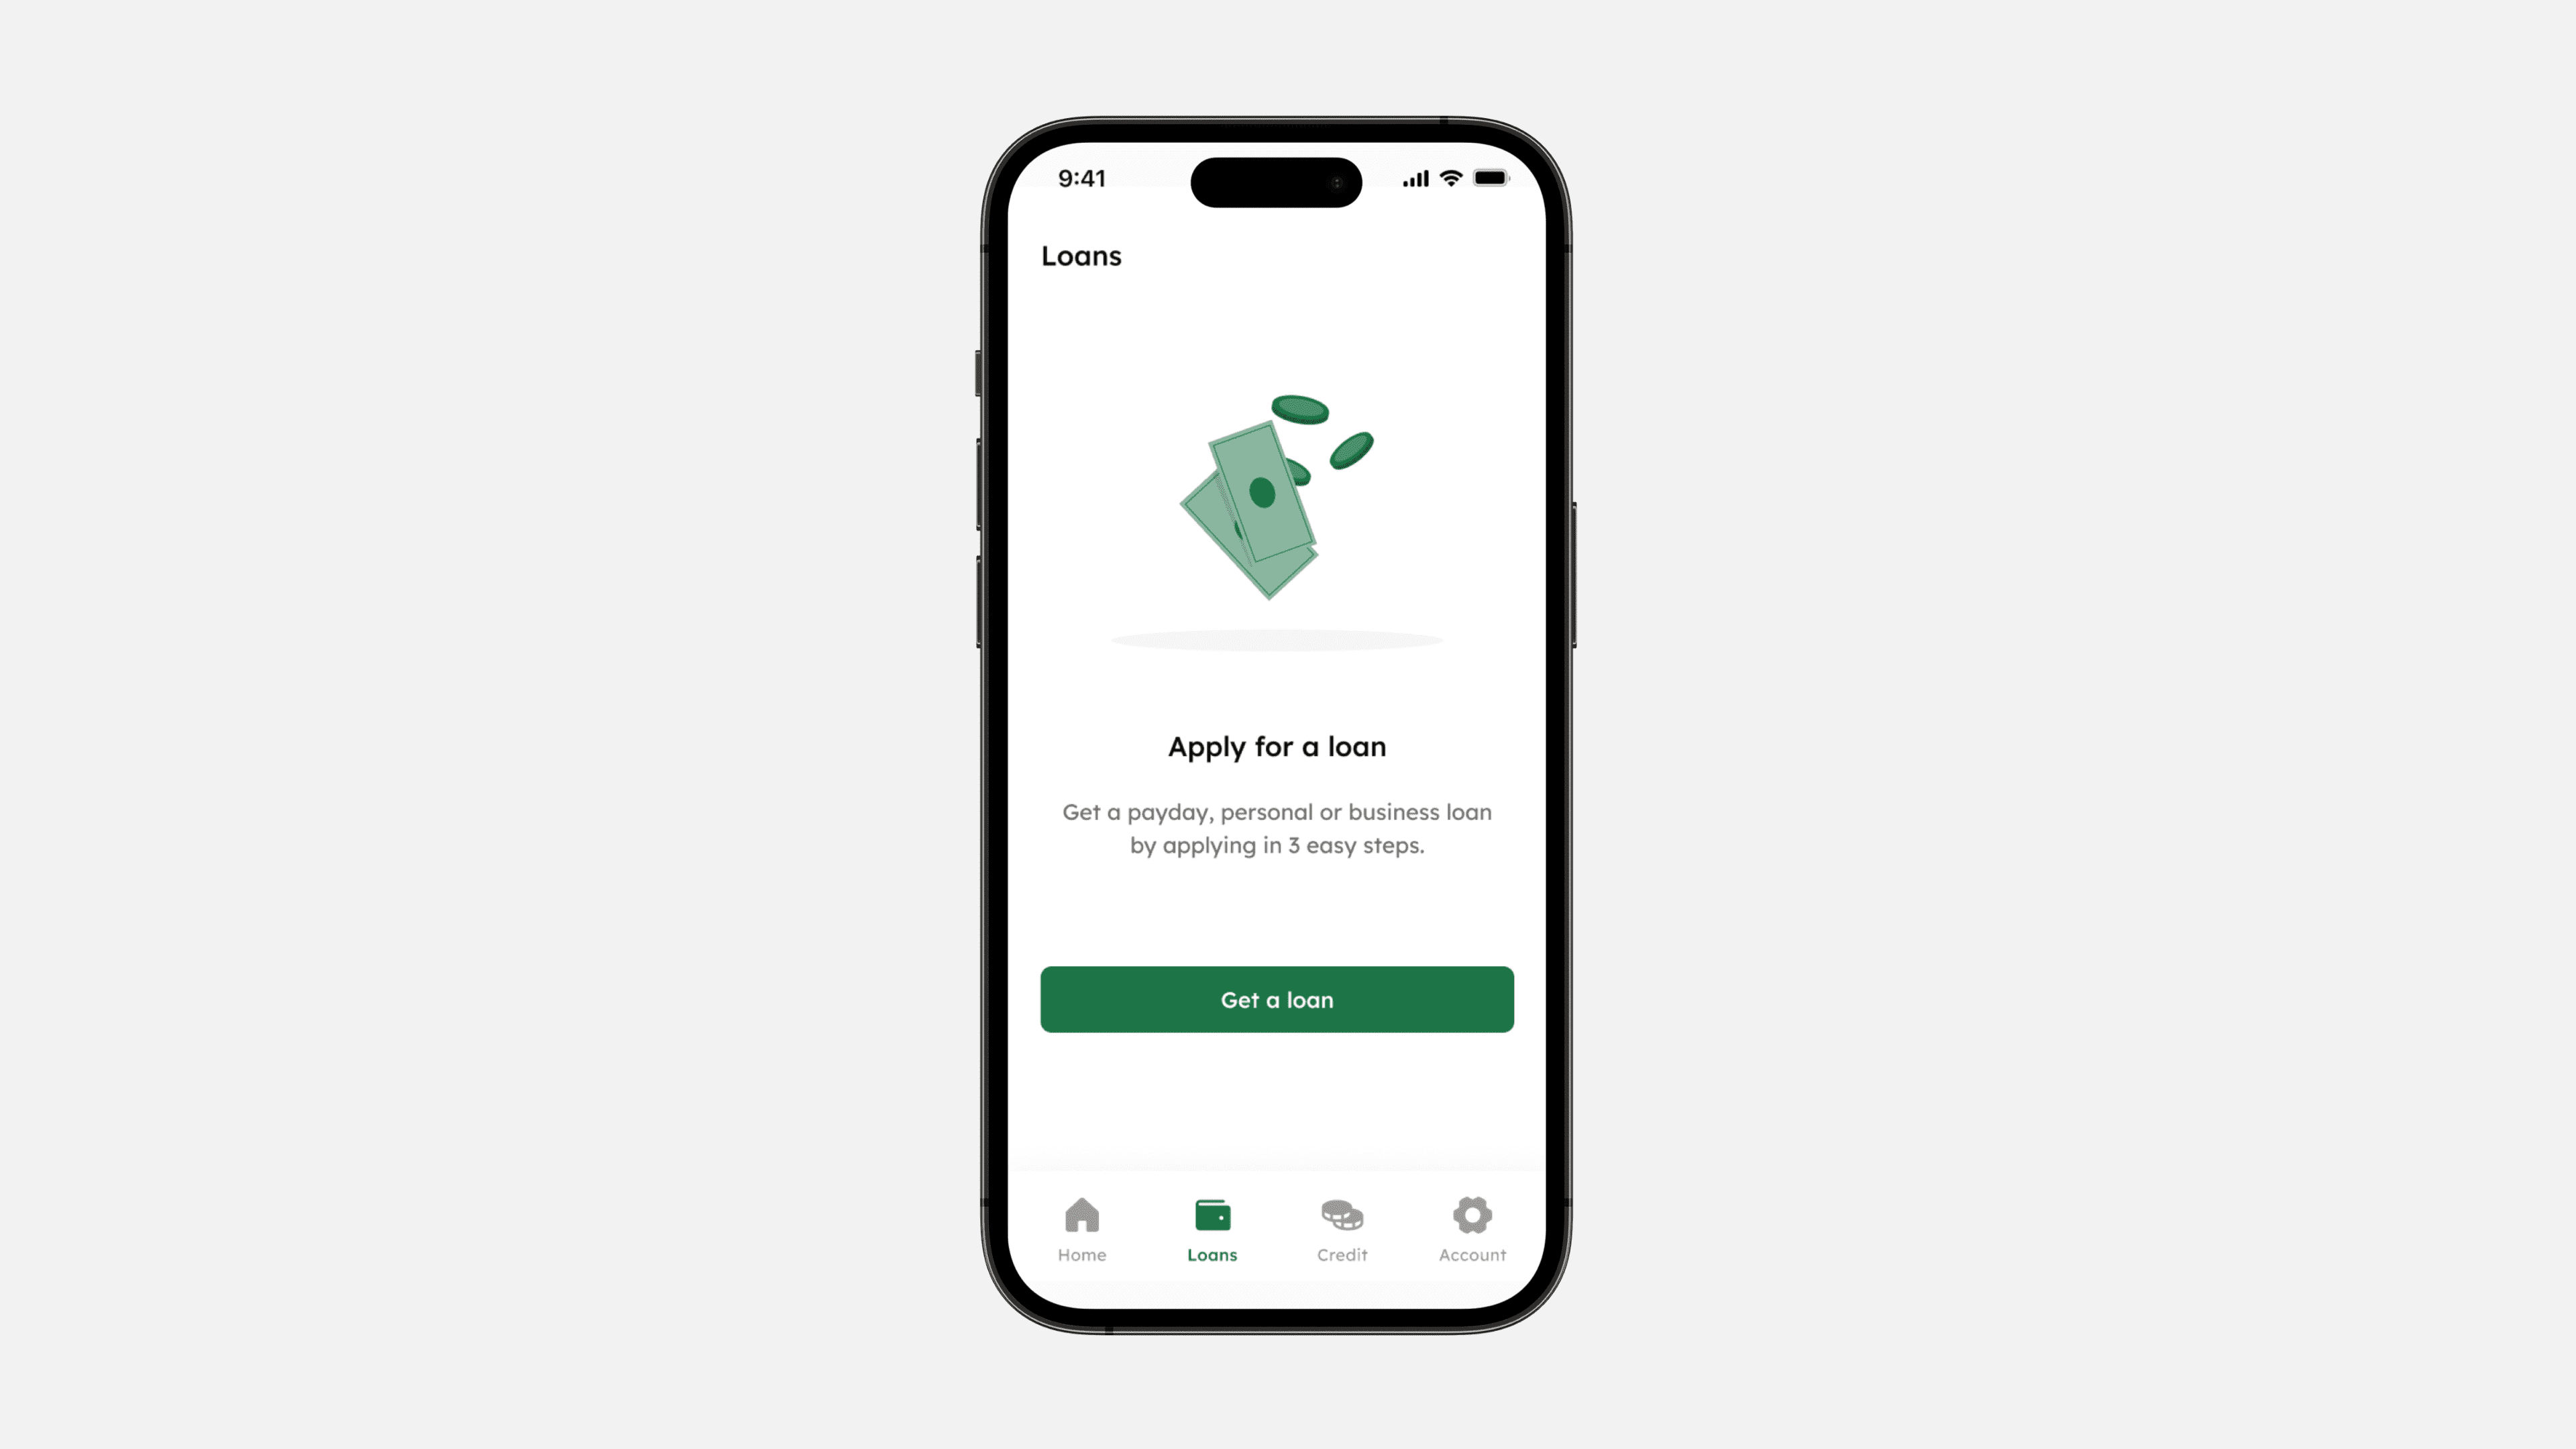 9:41
Loans
Apply for a loan
Get a payday, personal or business loan
by applying in 3 easy steps.
Get a loan
Home
Loans
Credit
Account